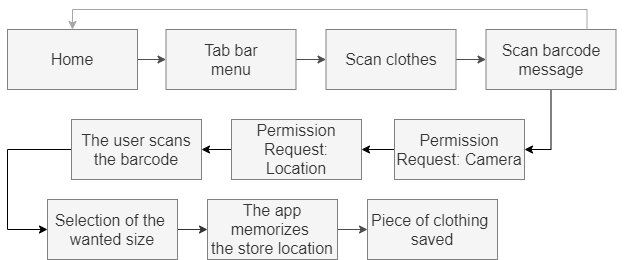 Home
Tab bar
menu
Scan clothes
Scan barcode
message
The user scans
the barcode
Permission
Request:
Location
Permission
Request: Camera
Selection of the
wanted size
The app
memorizes
the store location
Piece of clothing
saved